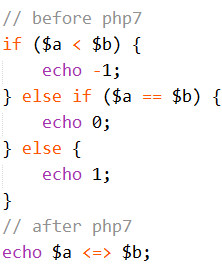 // before php7
if ($a < $b) {
    echo -1;
} else if ($a == $b) {
    echo 0;
} else {
    echo 1;
}
// after php7
echo $a <=> $b;